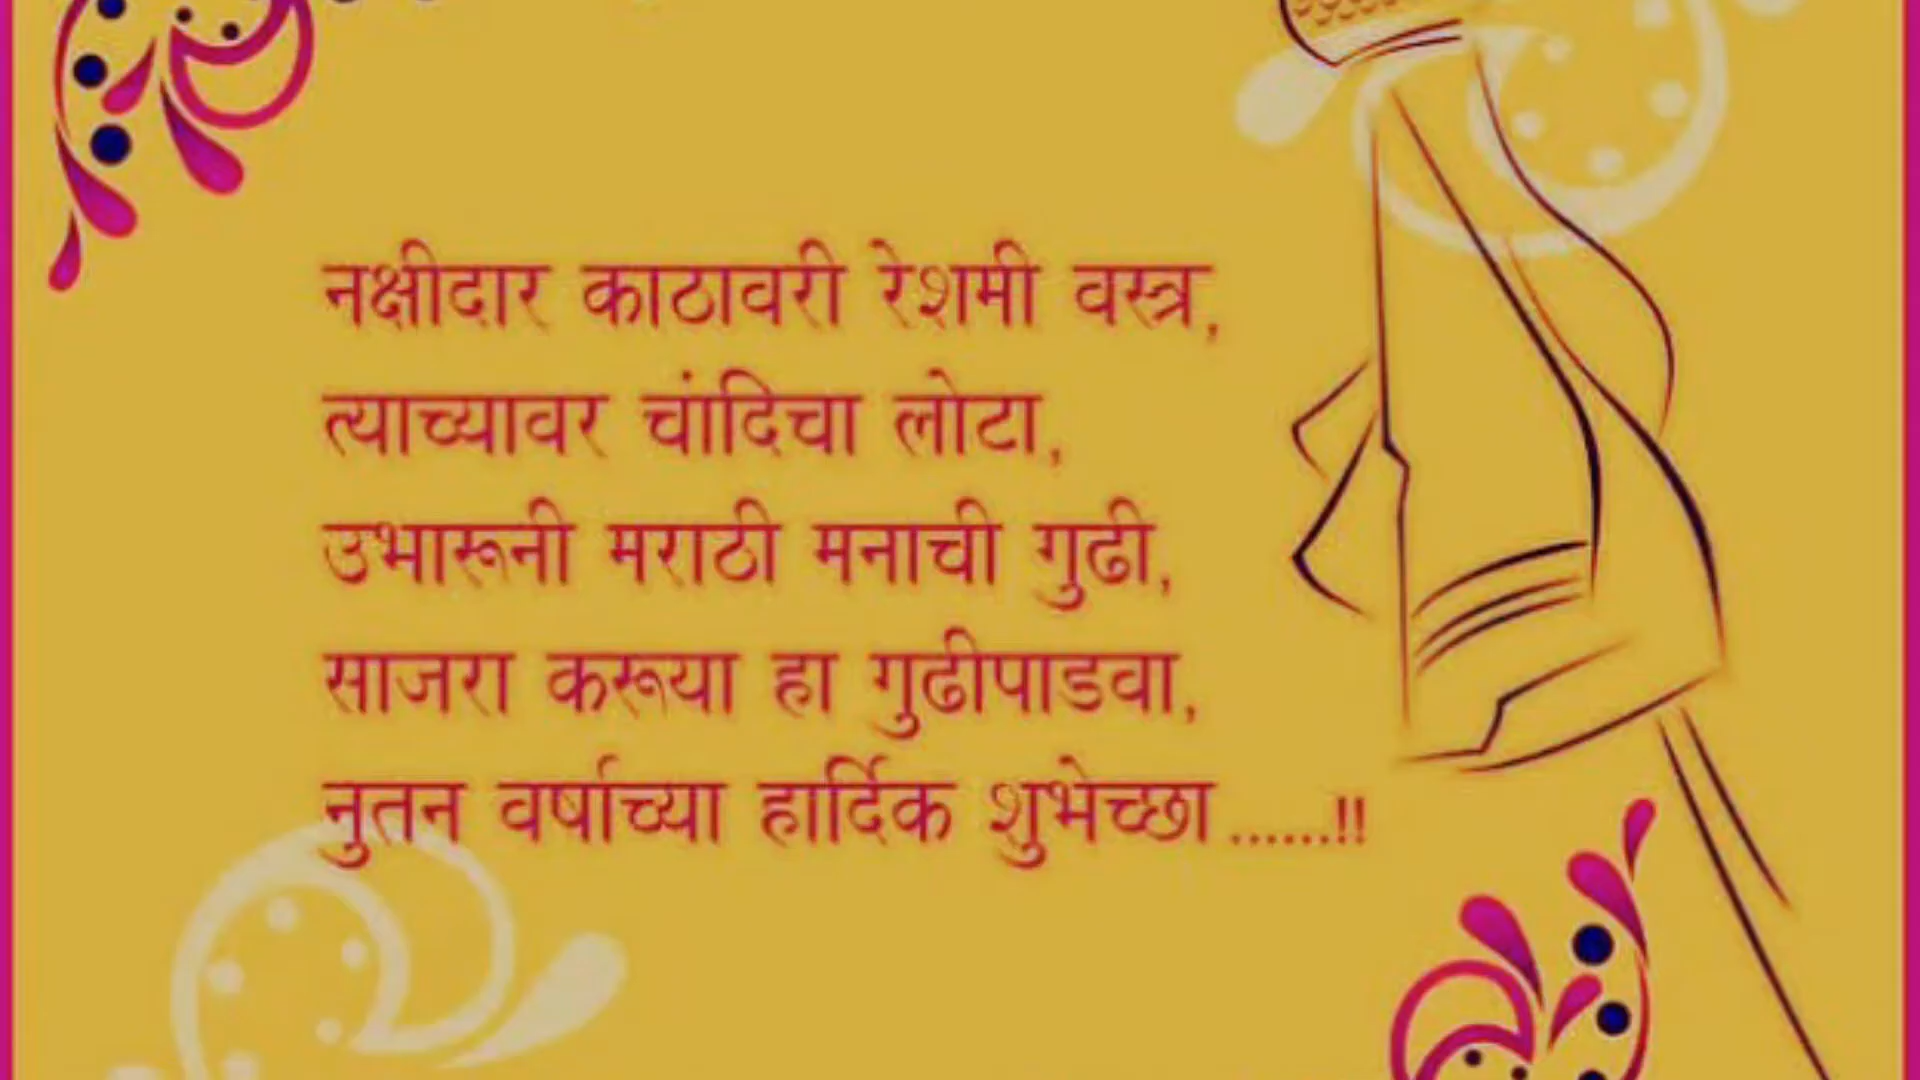 नक्षीदार काठावरी रेशमी वस्त्र,
त्याच्यावर चांदिचा लोटा,
उभारूनी मराठी मनाची गुढी,
साजरा करूया हा गुढीपाडवा,
नुतन वर्षाच्या हार्दिक शुभेच्छा......!!